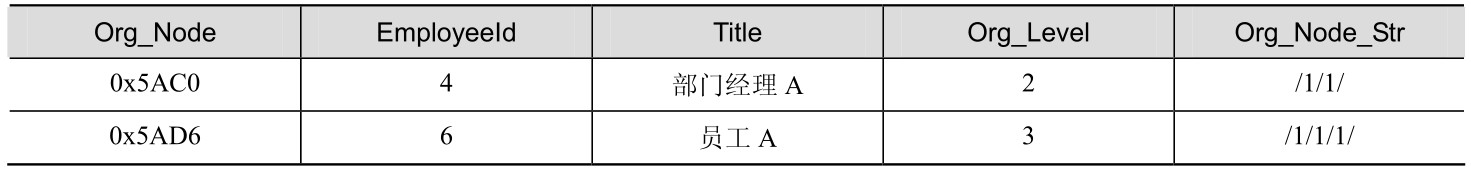 Org_Node EmployeeId Title Org_Level Org_Node_Str
0x5AC0 4 部门经理 A 2 /1/1/
0x5AD6 6 员工 A 3 /1/1/1/